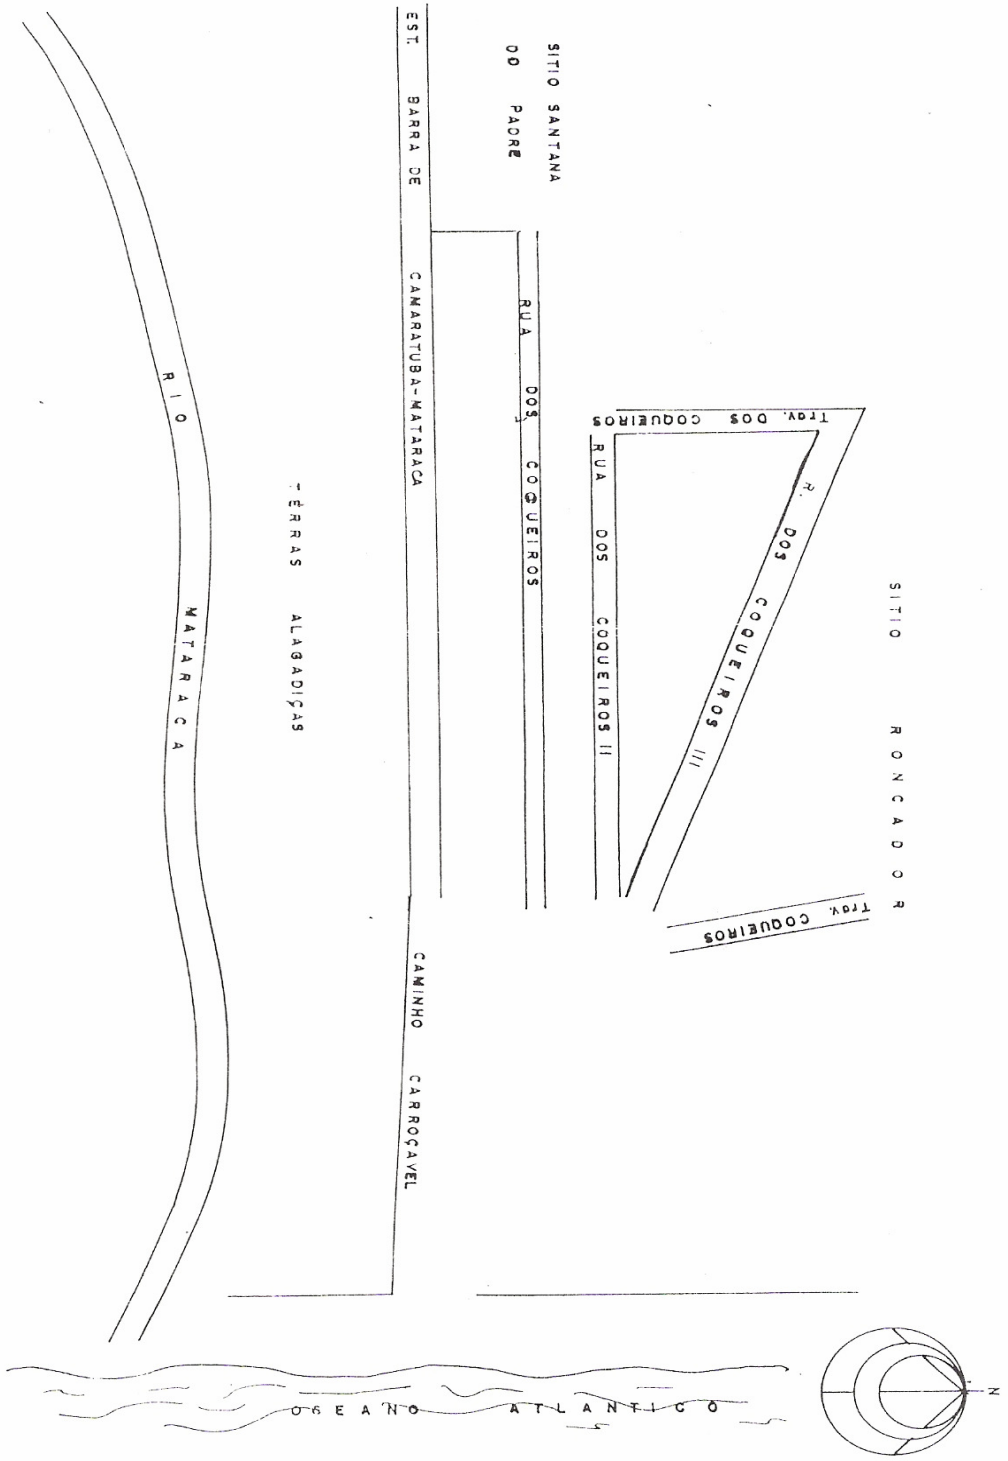 SITIO RONCADOR
Trav. DOS COQUEIROS
R. DOS COQUEIROS III
Trav. COQUEIROS
RUA DOS COQUEIROS II
SITIO SANTANA
DO PADRE
RUA DOS COQUEIROS
EST. BARRA DE CAMARATUBA-MATARACA
CAMINHO CARROÇAVEL
TERRAS ALAGADIÇAS
RIO MATARACA
OSEANO ATLANTICO
N